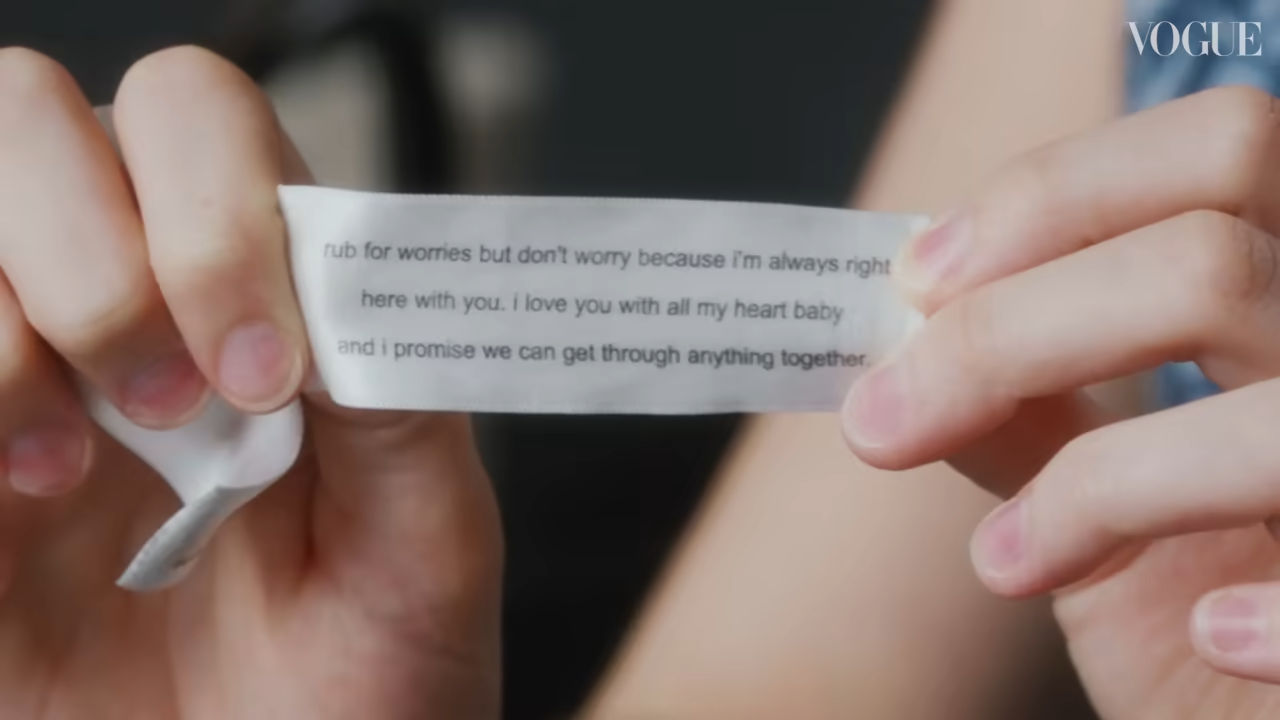 VOGUE
rub for worries but don't worry because i'm always right
here with you. i love you with all my heart baby
and i promise we can get through anything together.